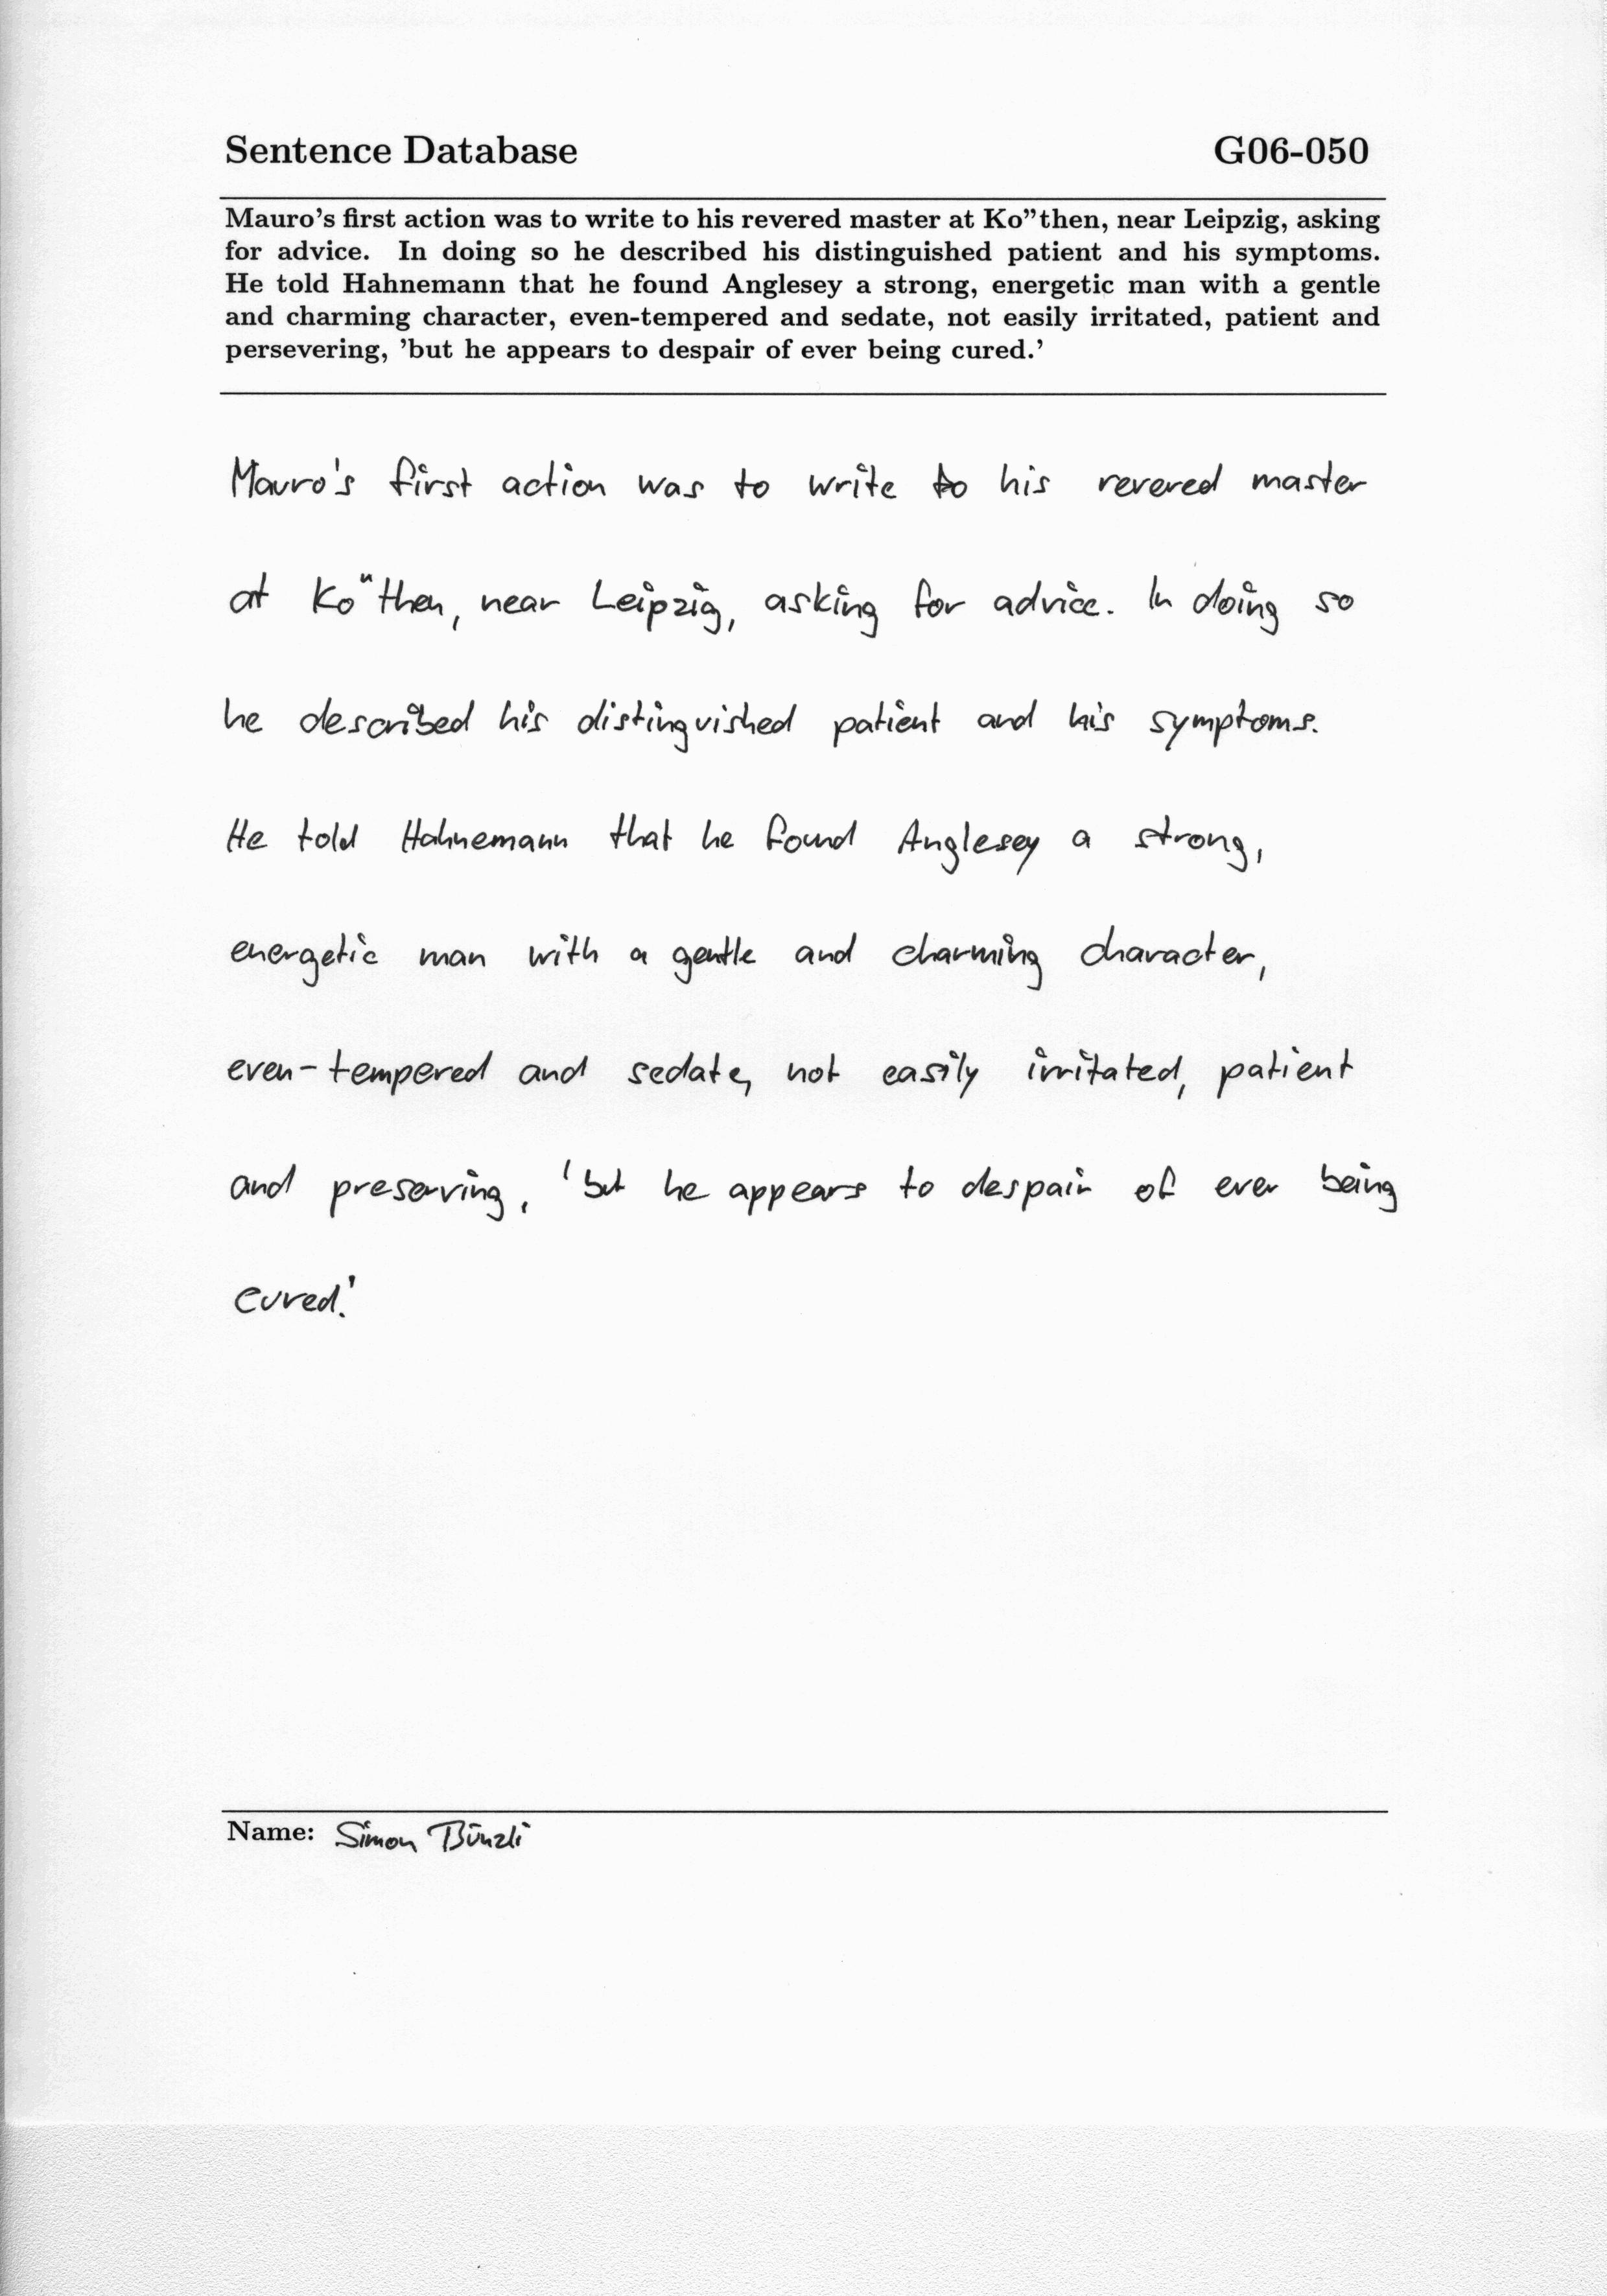 Sentence Database G06-050
Mauro's first action was to write to his revered master at Ko"then, near Leipzig, asking
for advice. In doing so he described his distinguished patient and his symptoms.
He told Hahnemann that he found Anglesey a strong, energetic man with a gentle
and charming character, even-tempered and sedate, not easily irritated, patient and
persevering, 'but he appears to despair of ever being cured.'
Mauro's first action was to write to his revered master
at Ko"then, near Leipzig, asking for advice. In doing so
he described his distinguished patient and his symptoms.
He told Hahnemann that he found Anglesey a strong,
energetic man with a gentle and charming character,
even-tempered and sedate, not easily irritated, patient
and preserving, 'but he appears to despair of ever being
cured.'
Name: Simon Bünzli